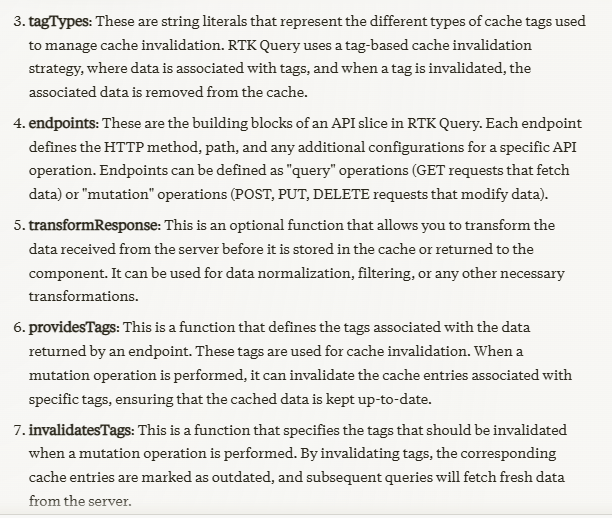 3. tagTypes: These are string literals that represent the different types of cache tags used
to manage cache invalidation. RTK Query uses a tag-based cache invalidation
strategy, where data is associated with tags, and when a tag is invalidated, the
associated data is removed from the cache.
4. endpoints: These are the building blocks of an API slice in RTK Query. Each endpoint
defines the HTTP method, path, and any additional configurations for a specific API
operation. Endpoints can be defined as "query" operations (GET requests that fetch
data) or "mutation" operations (POST, PUT, DELETE requests that modify data).
5. transformResponse: This is an optional function that allows you to transform the
data received from the server before it is stored in the cache or returned to the
component. It can be used for data normalization, filtering, or any other necessary
transformations.
6. providesTags: This is a function that defines the tags associated with the data
returned by an endpoint. These tags are used for cache invalidation. When a
mutation operation is performed, it can invalidate the cache entries associated with
specific tags, ensuring that the cached data is kept up-to-date.
7. invalidatesTags: This is a function that specifies the tags that should be invalidated
when a mutation operation is performed. By invalidating tags, the corresponding
cache entries are marked as outdated, and subsequent queries will fetch fresh data
from the server.